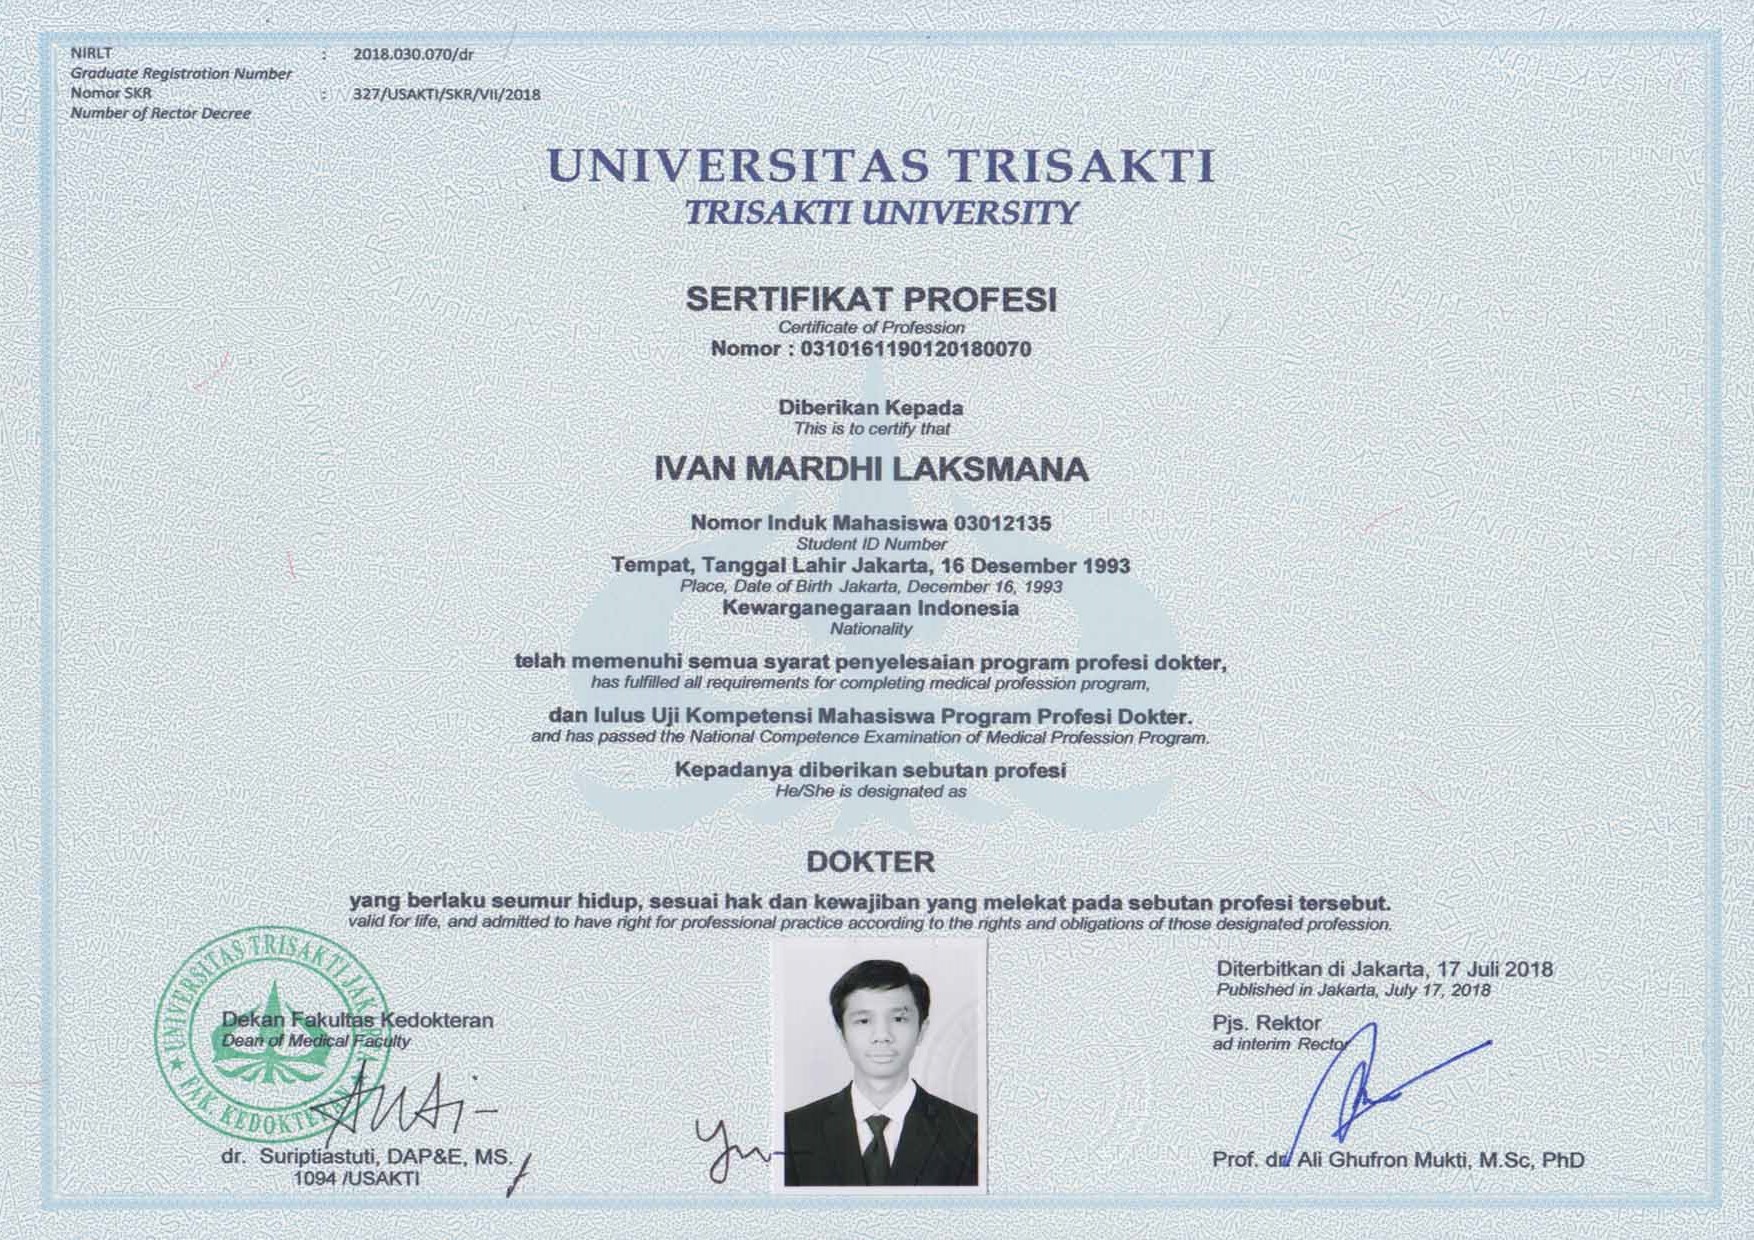 NIRLT : 2018.030.070/dr
Graduate Registration Number
Nomor SKR : 327/USAKTI/SKR/VII/2018
Number of Rector Decree
UNIVERSITAS TRISAKTI
TRISAKTI UNIVERSITY
SERTIFIKAT PROFESI
Certificate of Profession
Nomor : 0310161190120180070
Diberikan Kepada
This is to certify that
IVAN MARDHI LAKSMANA
Nomor Induk Mahasiswa 03012135
Student ID Number
Tempat, Tanggal Lahir Jakarta, 16 Desember 1993
Place, Date of Birth Jakarta, December 16, 1993
Kewarganegaraan Indonesia
Nationality
telah memenuhi semua syarat penyelesaian program profesi dokter,
has fulfilled all requirements for completing medical profession program,
dan lulus Uji Kompetensi Mahasiswa Program Profesi Dokter.
and has passed the National Competence Examination of Medical Profession Program.
Kepadanya diberikan sebutan profesi
He/She is designated as
DOKTER
yang berlaku seumur hidup, sesuai hak dan kewajiban yang melekat pada sebutan profesi tersebut.
valid for life, and admitted to have right for professional practice according to the rights and obligations of those designated profession.
UNIVERSITAS TRISAKTI JAKARTA
FAK. KEDOKTERAN
Dekan Fakultas Kedokteran
Dean of Medical Faculty
dr. Suriptiastuti, DAP&E, MS.
1094 /USAKTI
Diterbitkan di Jakarta, 17 Juli 2018
Published in Jakarta, July 17, 2018
Pjs. Rektor
ad interim Rector
Prof. dr. Ali Ghufron Mukti, M.Sc, PhD